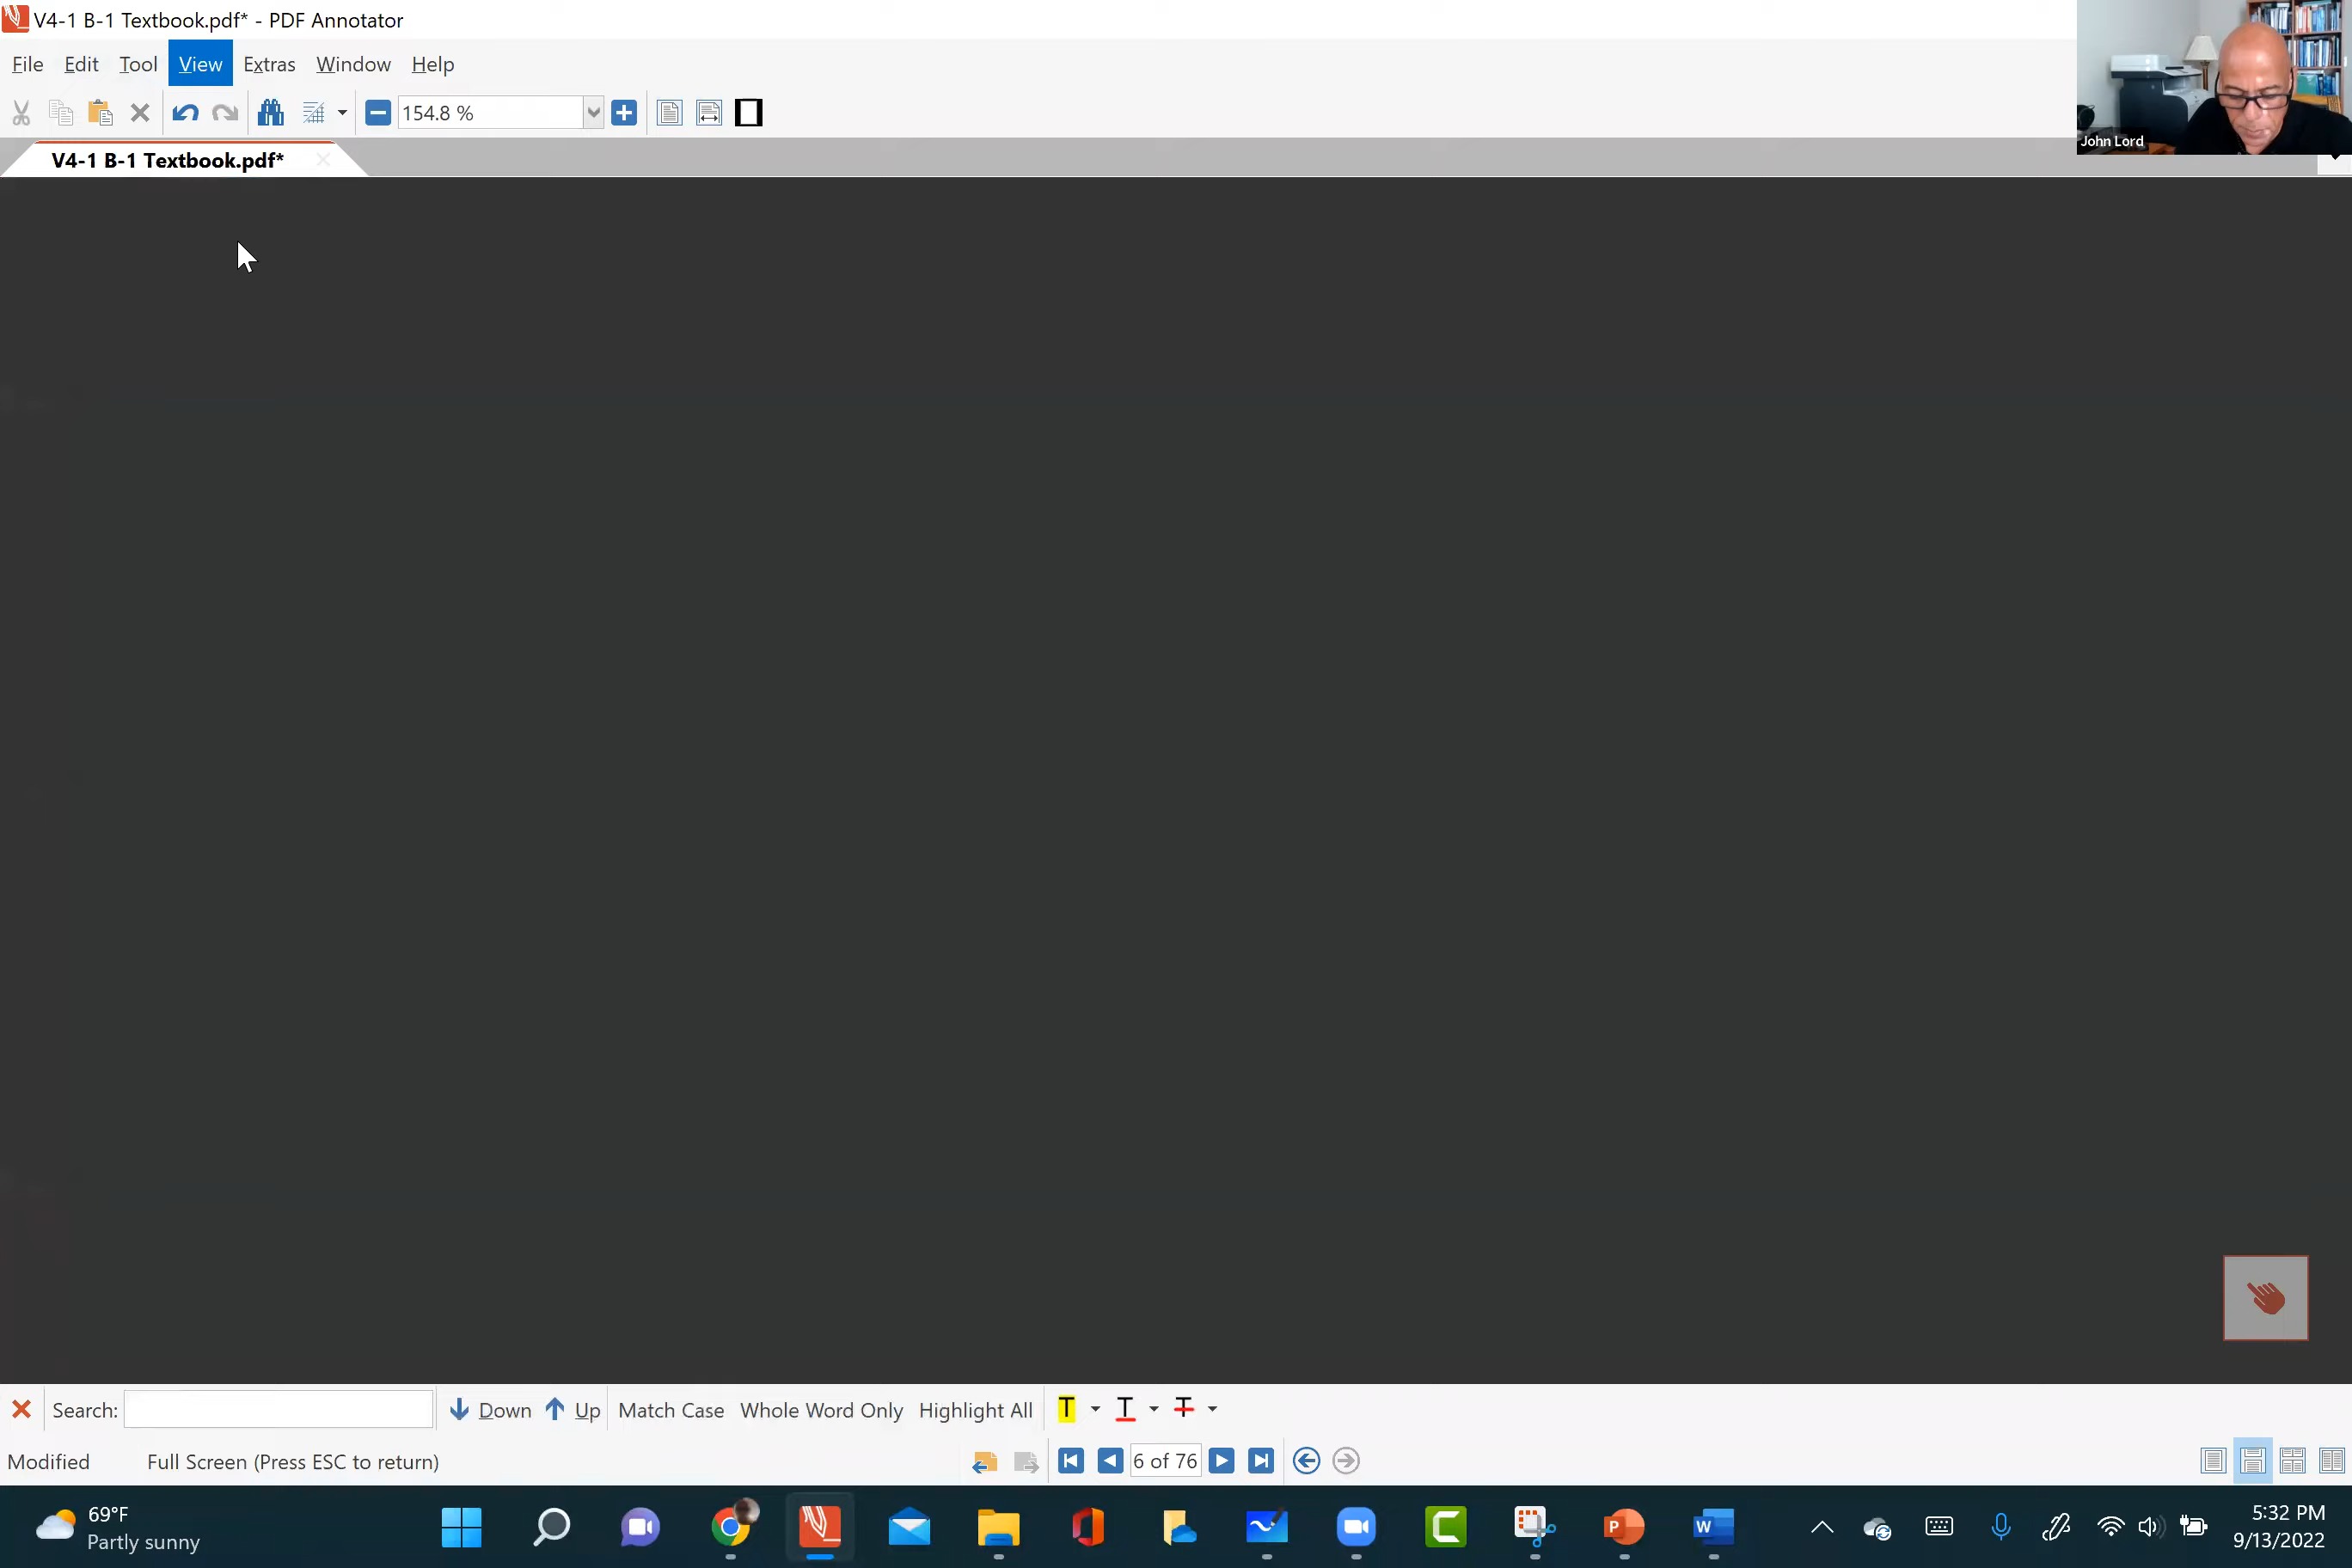 V4-1 B-1 Textbook.pdf* - PDF Annotator
File Edit Tool View Extras Window Help
154.8 %
V4-1 B-1 Textbook.pdf*
John Lord
Search: Down Up Match Case Whole Word Only Highlight All T T T
Modified Full Screen (Press ESC to return) 6 of 76
69°F
Partly sunny
5:32 PM
9/13/2022